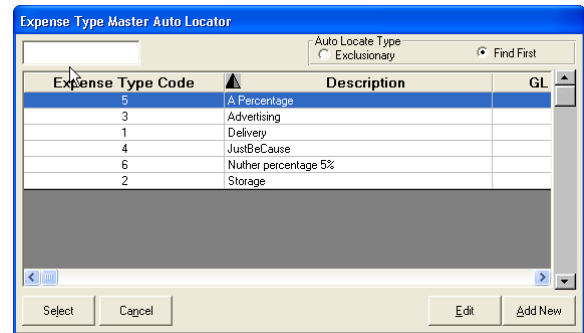 Expense Type Master Auto Locator
Auto Locate Type
Exclusionary Find First
Expense Type Code Description GL
5 A Percentage
3 Advertising
1 Delivery
4 JustBeCause
6 Nuther percentage 5%
2 Storage
Select Cancel Edit Add New